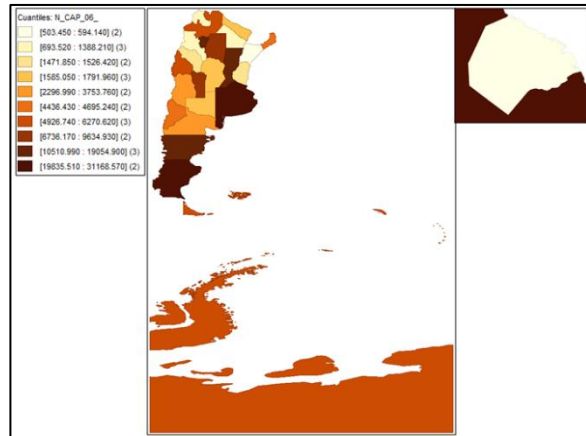 Cuantiles: N_CAP_06_
[503.450 : 594.140] (2)
[693.520 : 1388.210] (3)
[1471.850 : 1526.420] (2)
[1585.050 : 1791.960] (3)
[2296.990 : 3753.760] (2)
[4436.430 : 4695.240] (2)
[4926.740 : 6270.620] (3)
[6736.170 : 9634.930] (2)
[10510.990 : 19054.900] (3)
[19835.510 : 31168.570] (2)